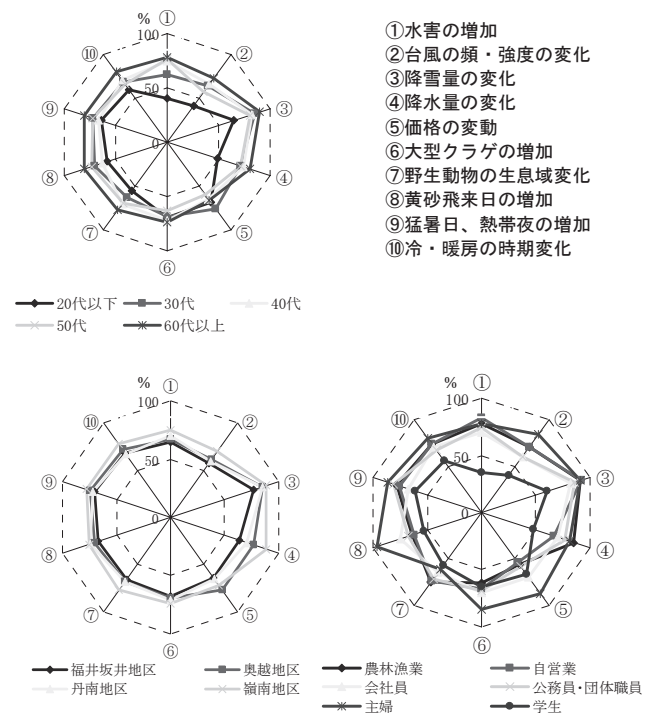 % ①
100
50
0
②
③
④
⑤
⑥
⑦
⑧
⑨
⑩
①水害の増加
②台風の頻・強度の変化
③降雪量の変化
④降水量の変化
⑤価格の変動
⑥大型クラゲの増加
⑦野生動物の生息域変化
⑧黄砂飛来日の増加
⑨猛暑日、熱帯夜の増加
⑩冷・暖房の時期変化
20代以下 30代 40代
50代 60代以上
% ①
100
50
0
②
③
④
⑤
⑥
⑦
⑧
⑨
⑩
福井坂井地区 奥越地区
丹南地区 嶺南地区
% ①
100
50
0
②
③
④
⑤
⑥
⑦
⑧
⑨
⑩
農林漁業 自営業
会社員 公務員・団体職員
主婦 学生